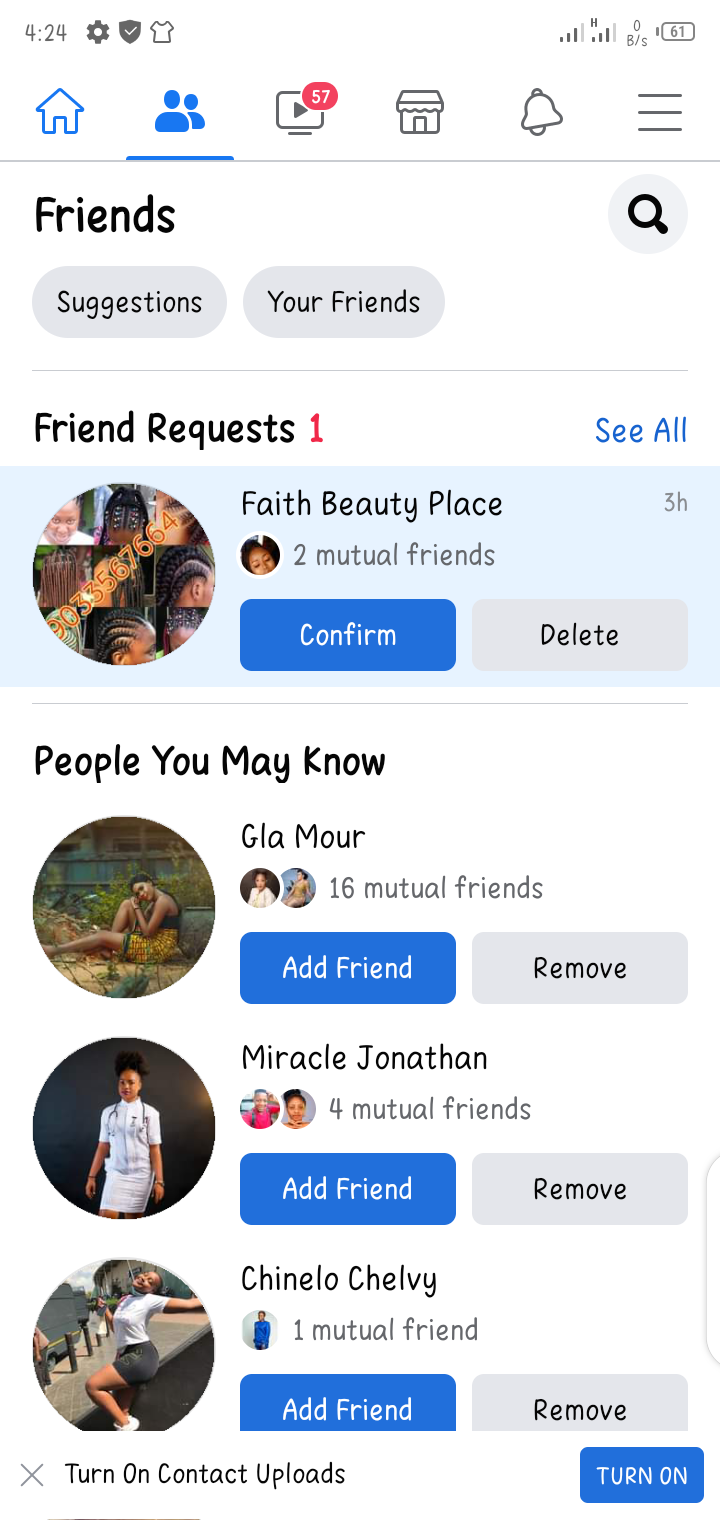 4:24
H
0
B/s
61
57
Friends
Suggestions
Your Friends
Friend Requests 1
See All
Faith Beauty Place
3h
9033567664
2 mutual friends
Confirm
Delete
People You May Know
Gla Mour
16 mutual friends
Add Friend
Remove
Miracle Jonathan
4 mutual friends
Add Friend
Remove
Chinelo Chelvy
1 mutual friend
Add Friend
Remove
Turn On Contact Uploads
TURN ON